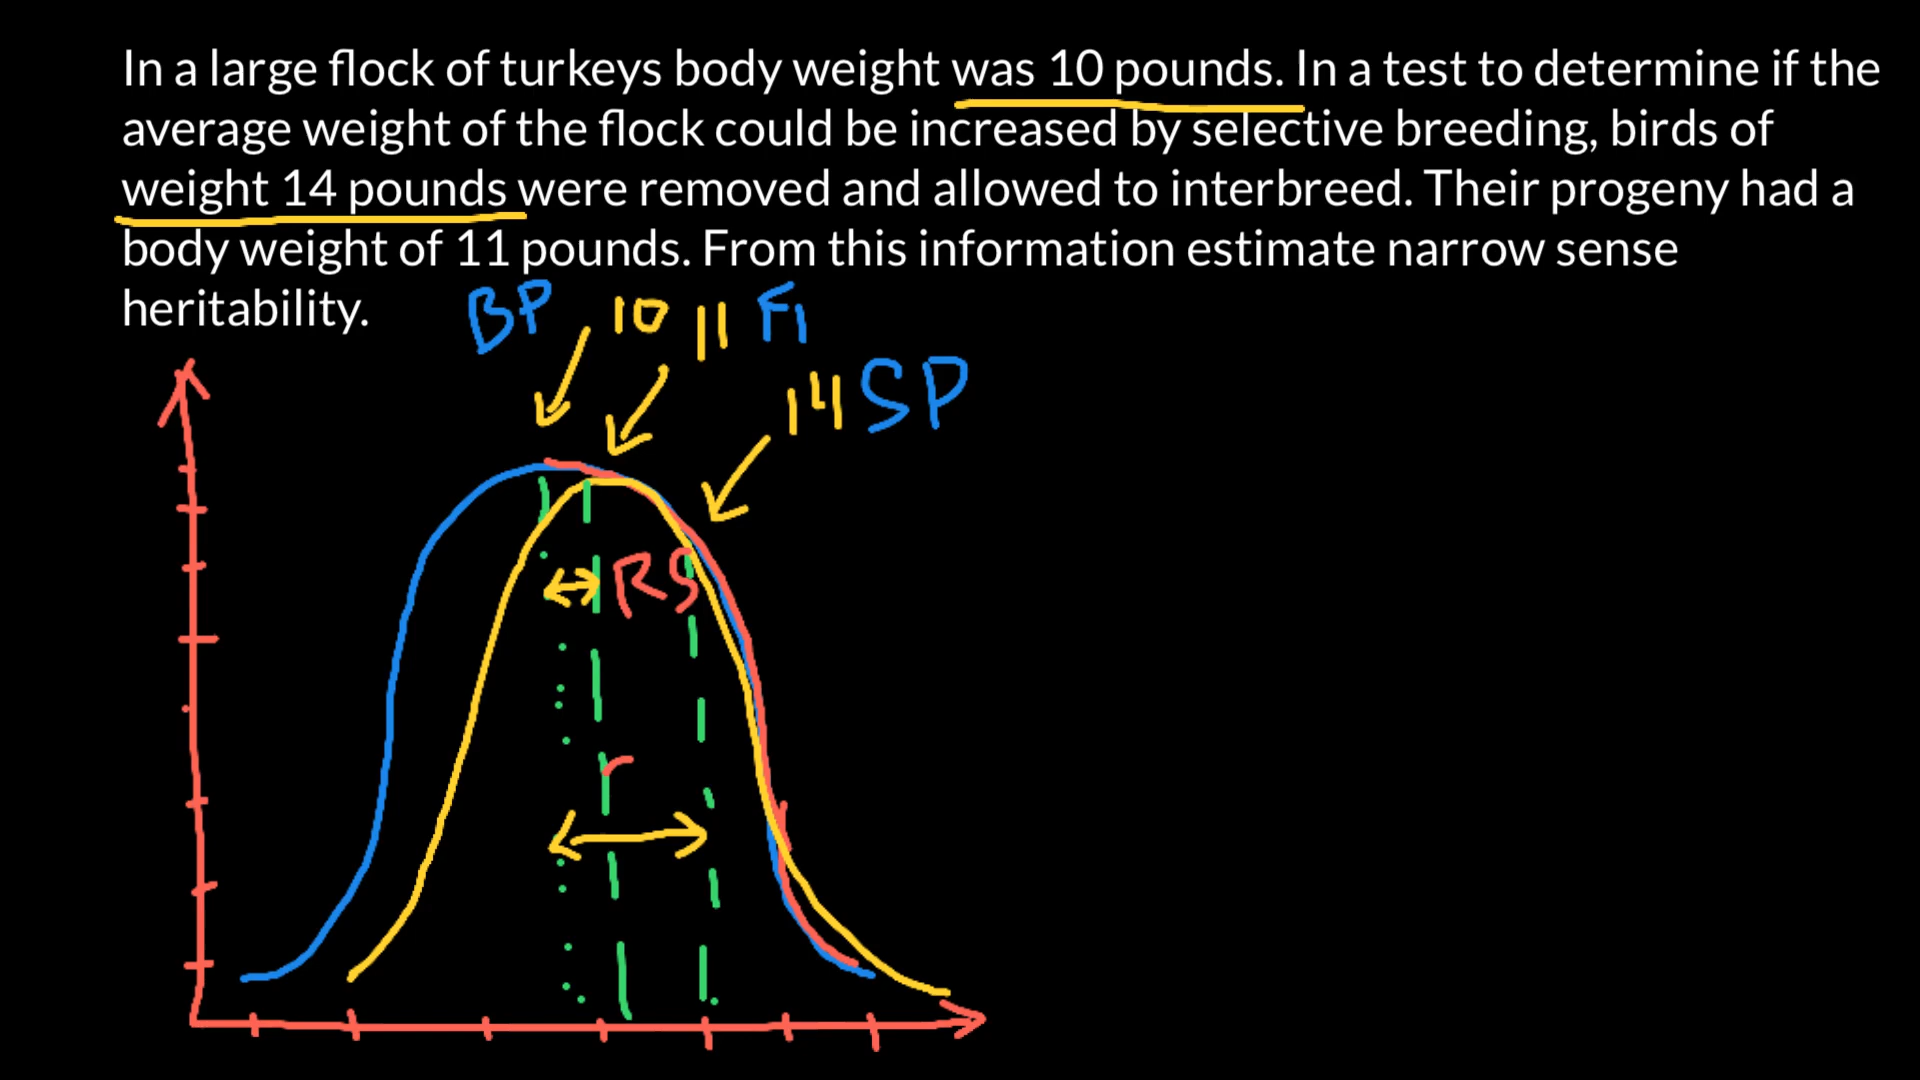 In a large flock of turkeys body weight was 10 pounds. In a test to determine if the
average weight of the flock could be increased by selective breeding, birds of
weight 14 pounds were removed and allowed to interbreed. Their progeny had a
body weight of 11 pounds. From this information estimate narrow sense
heritability.
BP 10 11 F1
14 SP
RS
r